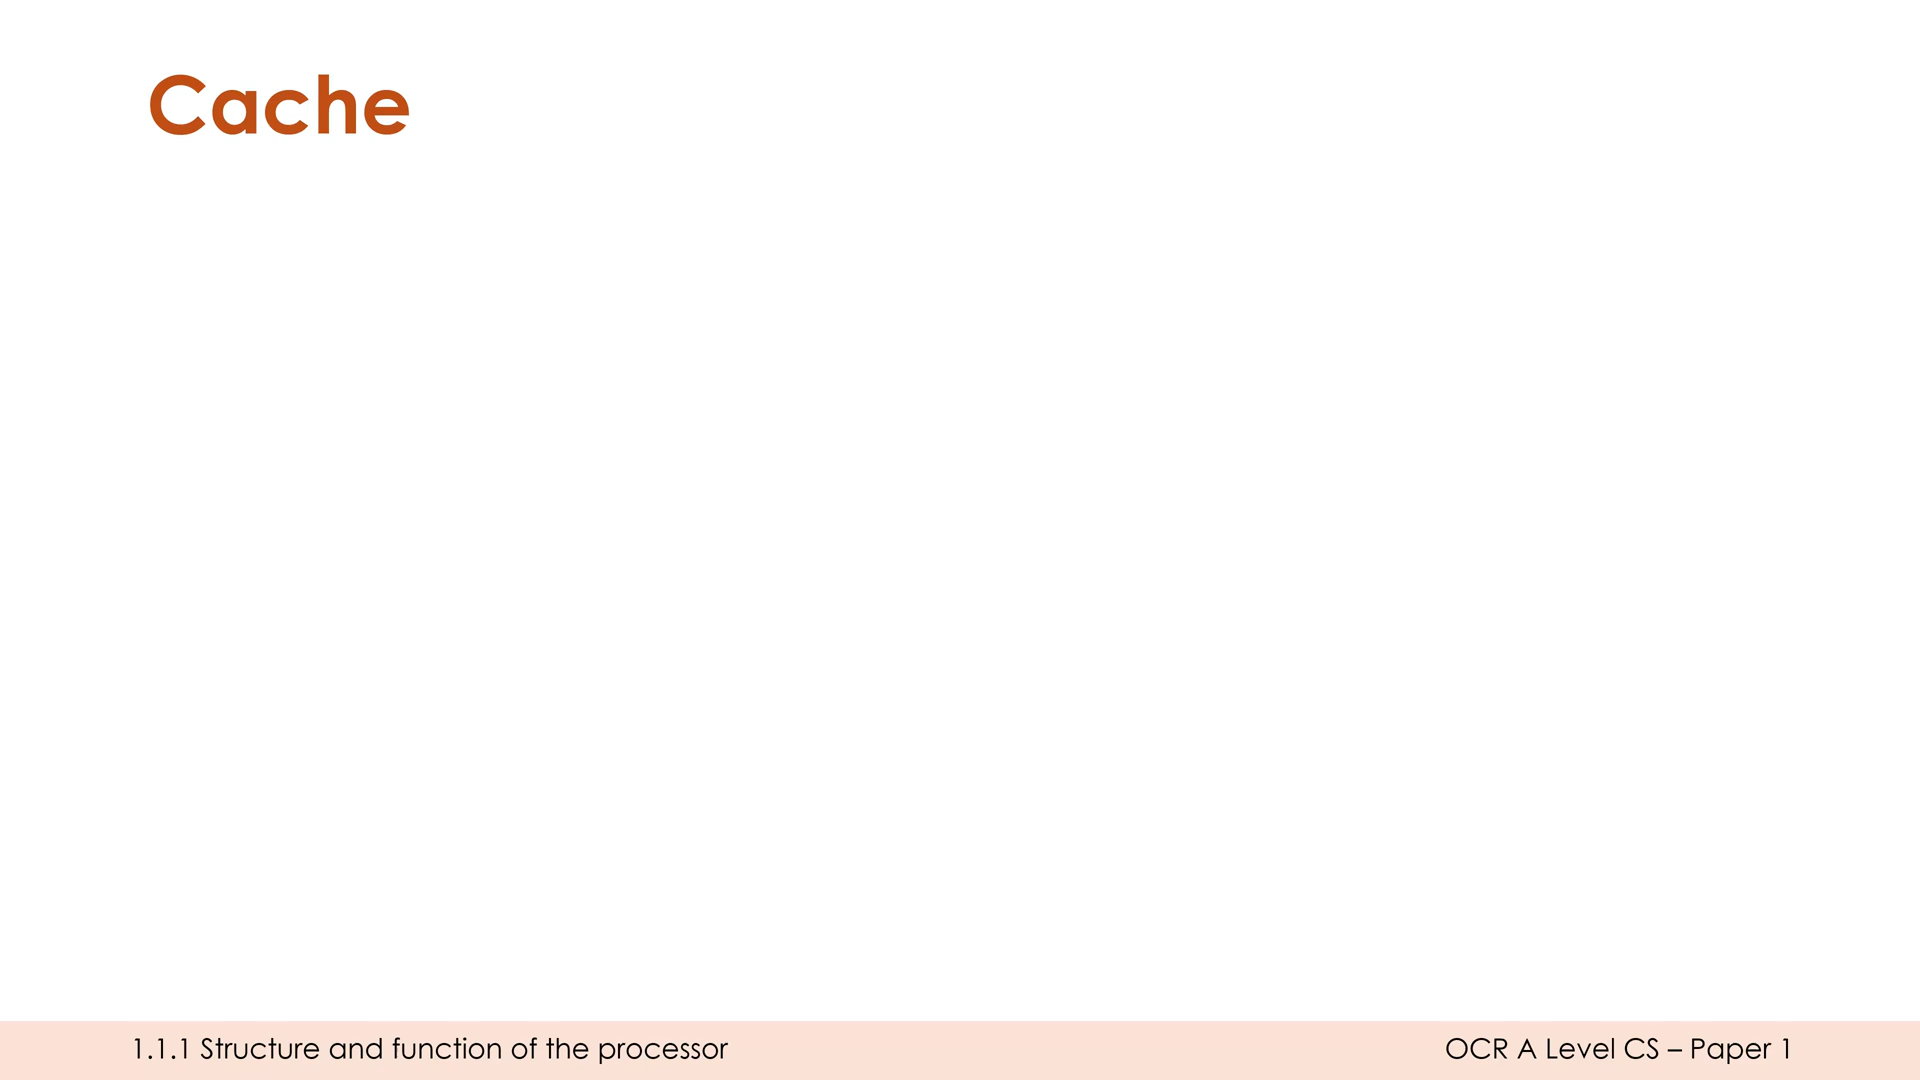 Cache
1.1.1 Structure and function of the processor
OCR A Level CS – Paper 1